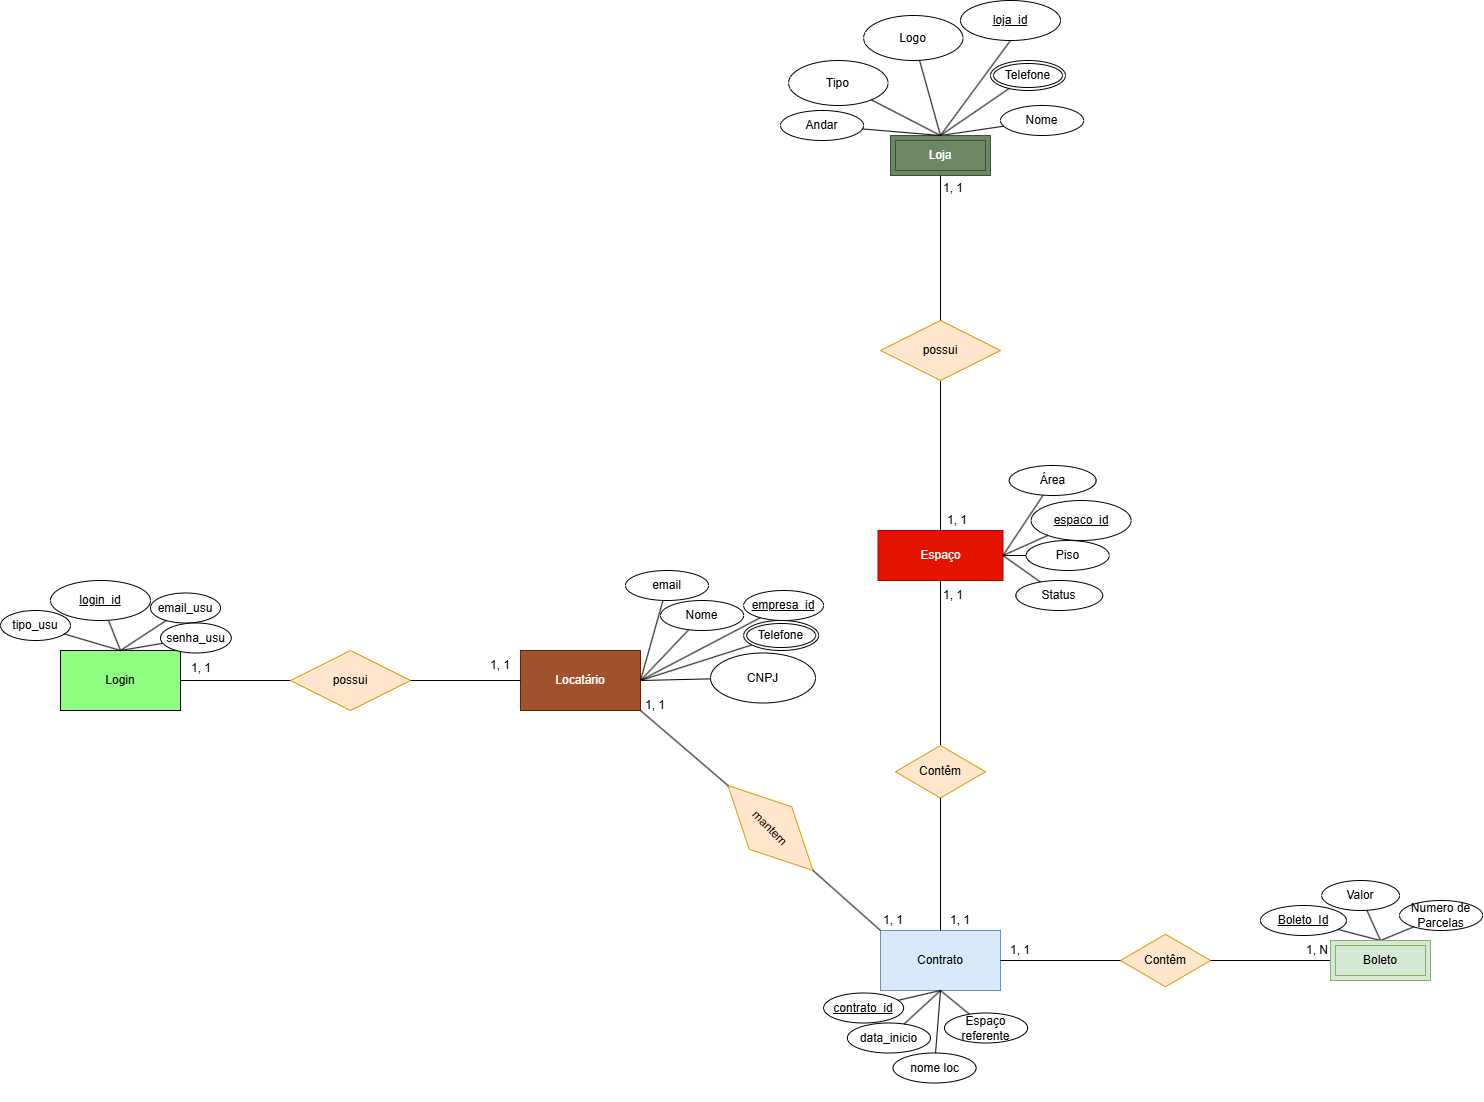 loja_id
Logo
Telefone
Tipo
Nome
Andar
Loja
1, 1
possui
Área
1, 1
espaco_id
Espaço
Piso
Status
1, 1
email
login_id
Nome
empresa_id
tipo_usu
email_usu
senha_usu
Telefone
1, 1
1, 1
Login
possui
Locatário
CNPJ
1, 1
Contêm
mantem
Valor
Boleto_Id
Numero de
Parcelas
1, 1
1, 1
1, 1
1, N
Contrato
Contêm
Boleto
contrato_id
Espaço
referente
data_inicio
nome loc